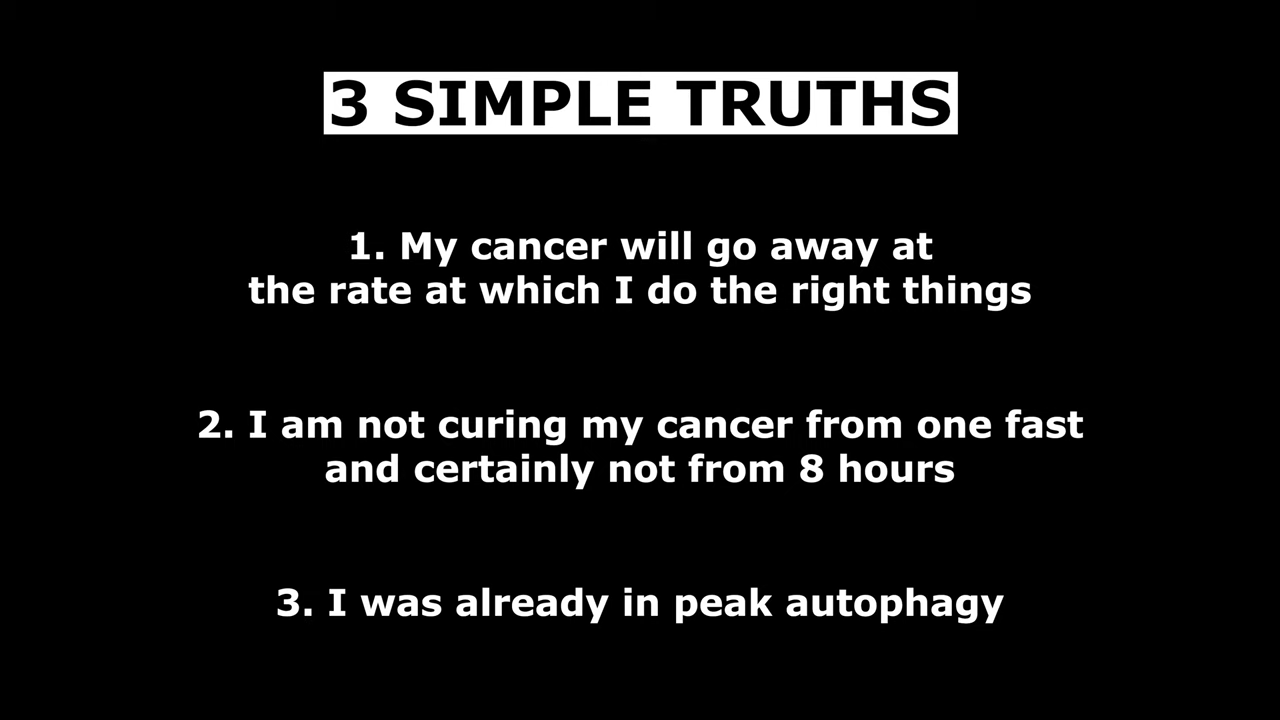 3 SIMPLE TRUTHS
1. My cancer will go away at
the rate at which I do the right things
2. I am not curing my cancer from one fast
and certainly not from 8 hours
3. I was already in peak autophagy